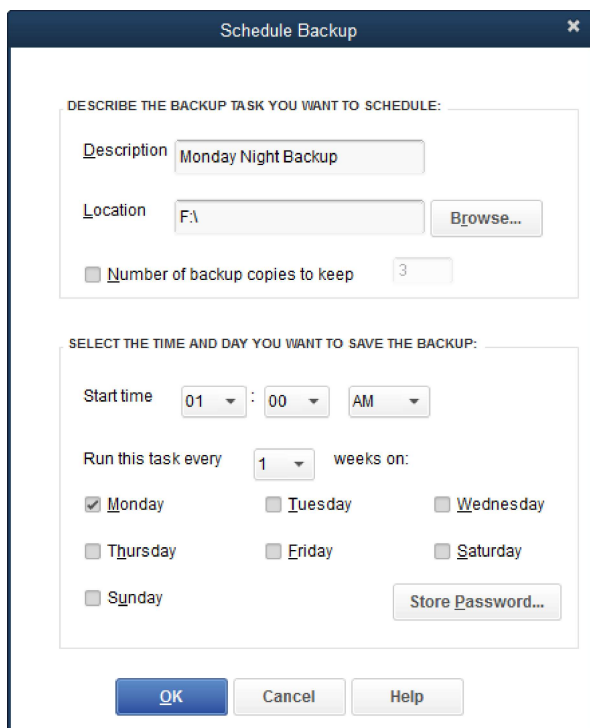 Schedule Backup
DESCRIBE THE BACKUP TASK YOU WANT TO SCHEDULE:
Description Monday Night Backup
Location F:\ Browse...
Number of backup copies to keep 3
SELECT THE TIME AND DAY YOU WANT TO SAVE THE BACKUP:
Start time 01 : 00 AM
Run this task every 1 weeks on:
Monday Tuesday Wednesday
Thursday Friday Saturday
Sunday Store Password...
OK Cancel Help